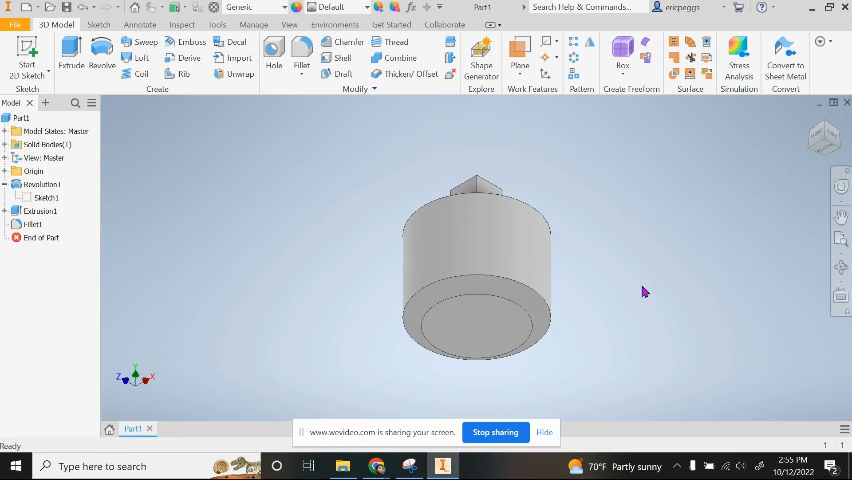 Generic
Default
fx
Part1
Search Help & Commands...
ericpeggs
File
3D Model
Sketch
Annotate
Inspect
Tools
Manage
View
Environments
Get Started
Collaborate
Start
2D Sketch
Extrude
Revolve
Sweep
Loft
Coil
Emboss
Derive
Rib
Decal
Import
Unwrap
Hole
Fillet
Chamfer
Shell
Draft
Thread
Combine
Thicken/ Offset
Shape
Generator
Plane
Box
Stress
Analysis
Convert to
Sheet Metal
Sketch
Create
Modify
Explore
Work Features
Pattern
Create Freeform
Surface
Simulation
Convert
Model
Part1
Model States: Master
Solid Bodies(1)
View: Master
Origin
Revolution1
Sketch1
Extrusion1
Fillet1
End of Part
Z
Y
X
Part1
www.wevideo.com is sharing your screen.
Stop sharing
Hide
Ready
1
1
Type here to search
70°F
Partly sunny
2:55 PM
10/12/2022
2